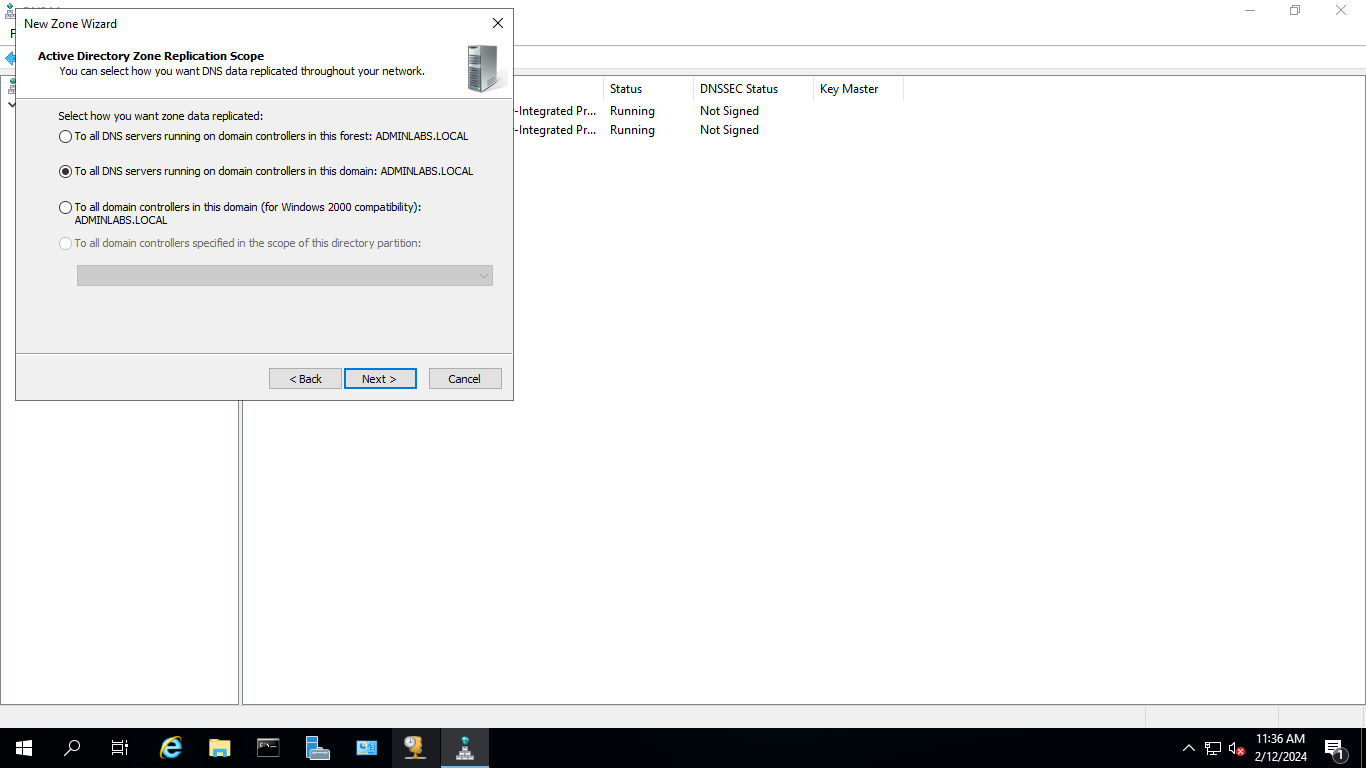 New Zone Wizard
Active Directory Zone Replication Scope
You can select how you want DNS data replicated throughout your network.
Select how you want zone data replicated:
To all DNS servers running on domain controllers in this forest: ADMINLABS.LOCAL
To all DNS servers running on domain controllers in this domain: ADMINLABS.LOCAL
To all domain controllers in this domain (for Windows 2000 compatibility):
ADMINLABS.LOCAL
To all domain controllers specified in the scope of this directory partition:
< Back
Next >
Cancel
Status
DNSSEC Status
Key Master
-Integrated Pr...
Running
Not Signed
-Integrated Pr...
Running
Not Signed
11:36 AM
2/12/2024
1